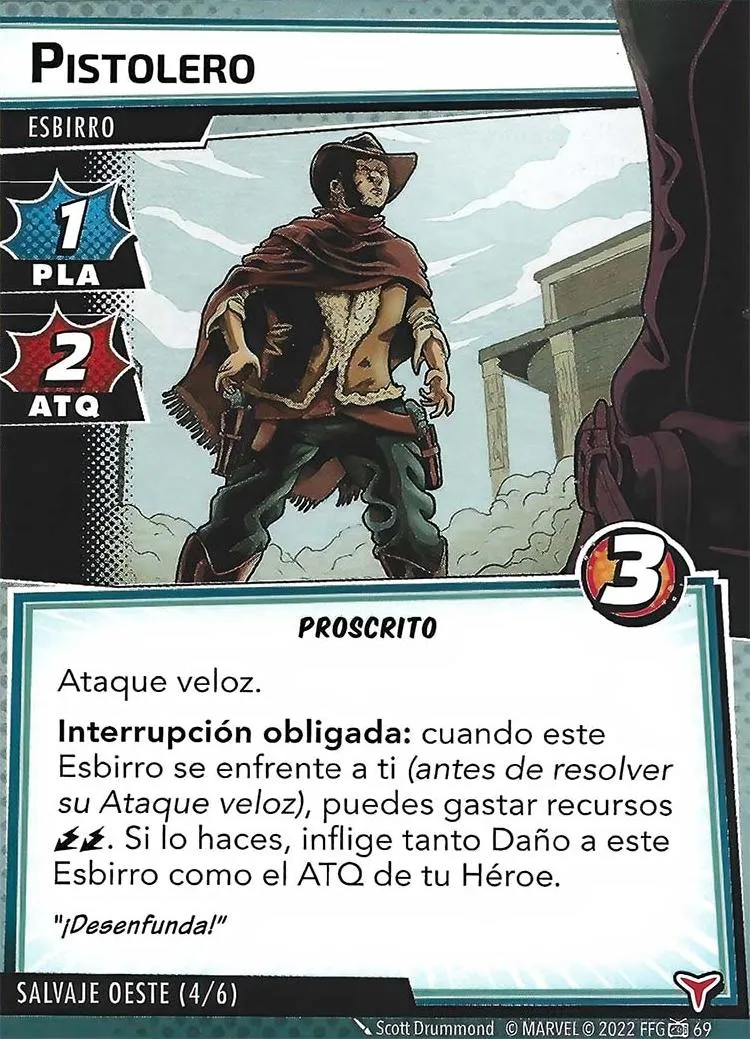 PISTOLERO
ESBIRRO
1
PLA
2
ATQ
3
PROSCRITO
Ataque veloz.
Interrupción obligada: cuando este
Esbirro se enfrente a ti (antes de resolver
su Ataque veloz), puedes gastar recursos
. Si lo haces, inflige tanto Daño a este
Esbirro como el ATQ de tu Héroe.
"¡Desenfunda!"
SALVAJE OESTE (4/6)
Scott Drummond © MARVEL © 2022 FFG 69